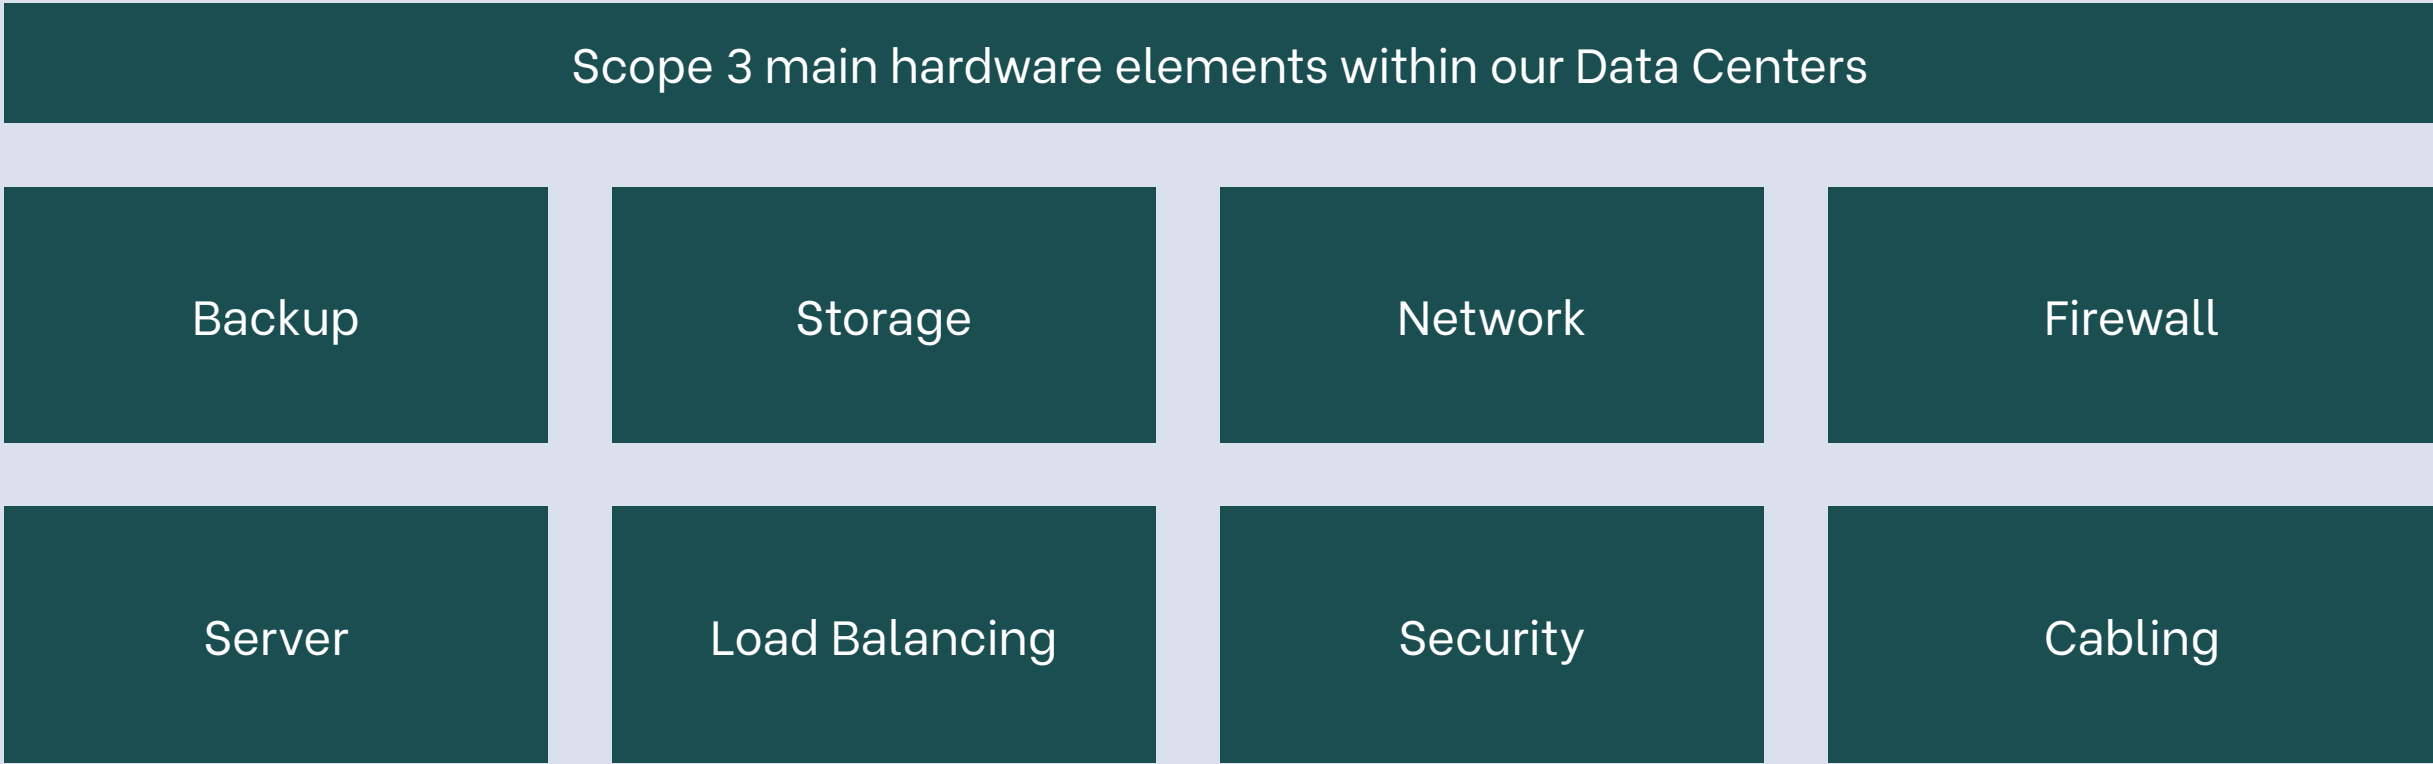 Scope 3 main hardware elements within our Data Centers
Backup
Storage
Network
Firewall
Server
Load Balancing
Security
Cabling